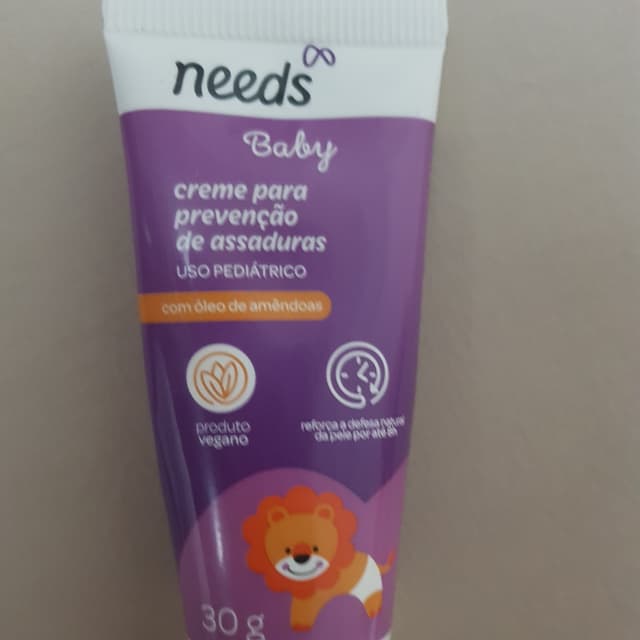 needs
Baby
creme para
prevenção
de assaduras
USO PEDIÁTRICO
com óleo de amêndoas
produto
vegano
reforça a defesa natural
da pele por até 8h
30 g